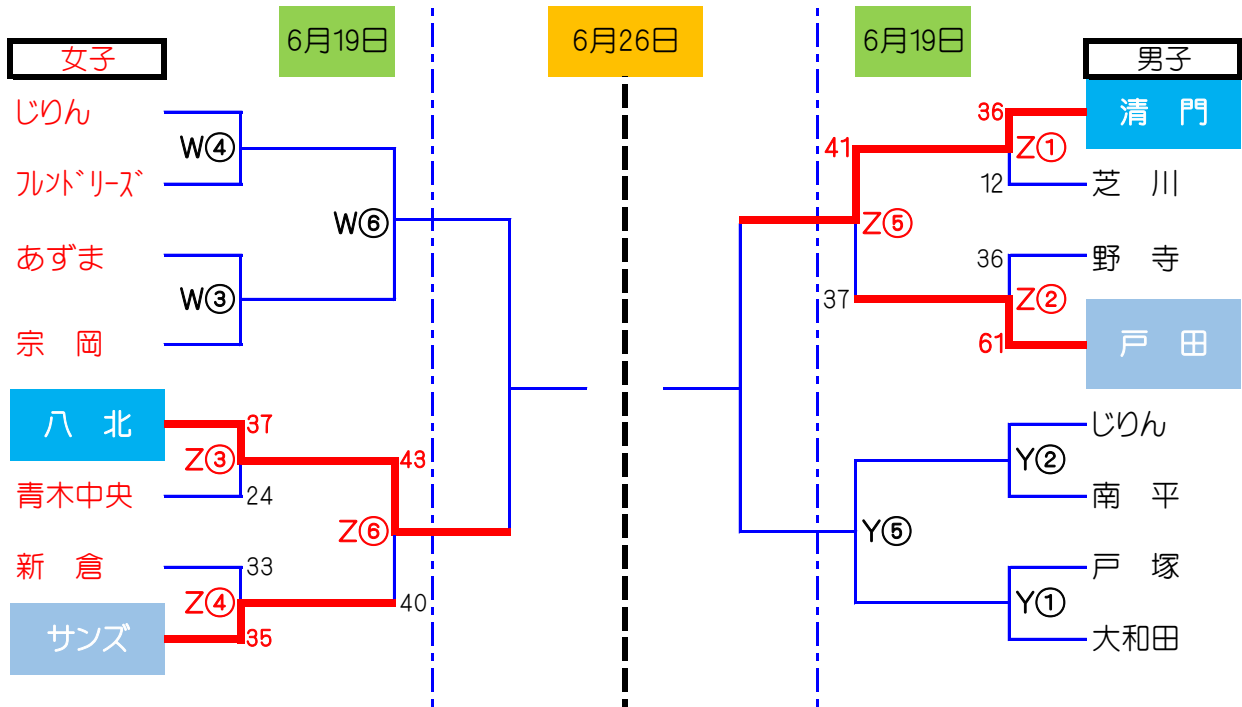 6月19日
6月26日
6月19日
女子
男子
じりん
W④
ﾌﾚﾝﾄﾞﾘｰｽﾞ
W⑥
あずま
W③
宗　岡
八　北
37
Z③
43
青木中央
24
Z⑥
新　倉
33
Z④
40
サンズ
35
36
清　門
41
Z①
12
芝　川
Z⑤
36
野　寺
37
Z②
61
戸　田
じりん
Y②
南　平
Y⑤
戸　塚
Y①
大和田